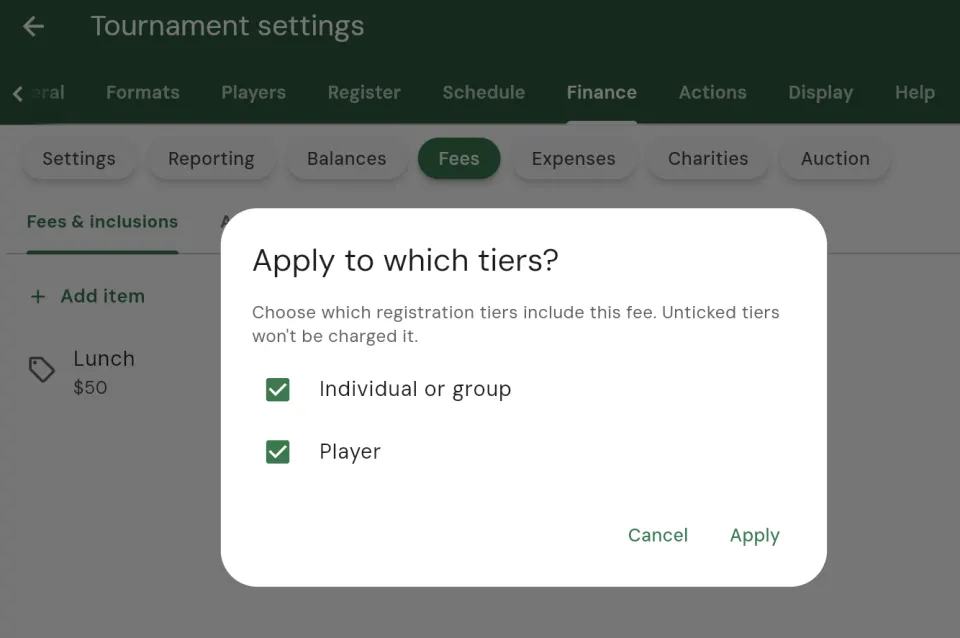 Tournament settings
eral Formats Players Register Schedule Finance Actions Display Help
Settings Reporting Balances Fees Expenses Charities Auction
Fees & inclusions
Apply to which tiers?
Add item
Choose which registration tiers include this fee. Unticked tiers
won't be charged it.
Lunch
$50
Individual or group
Player
Cancel Apply